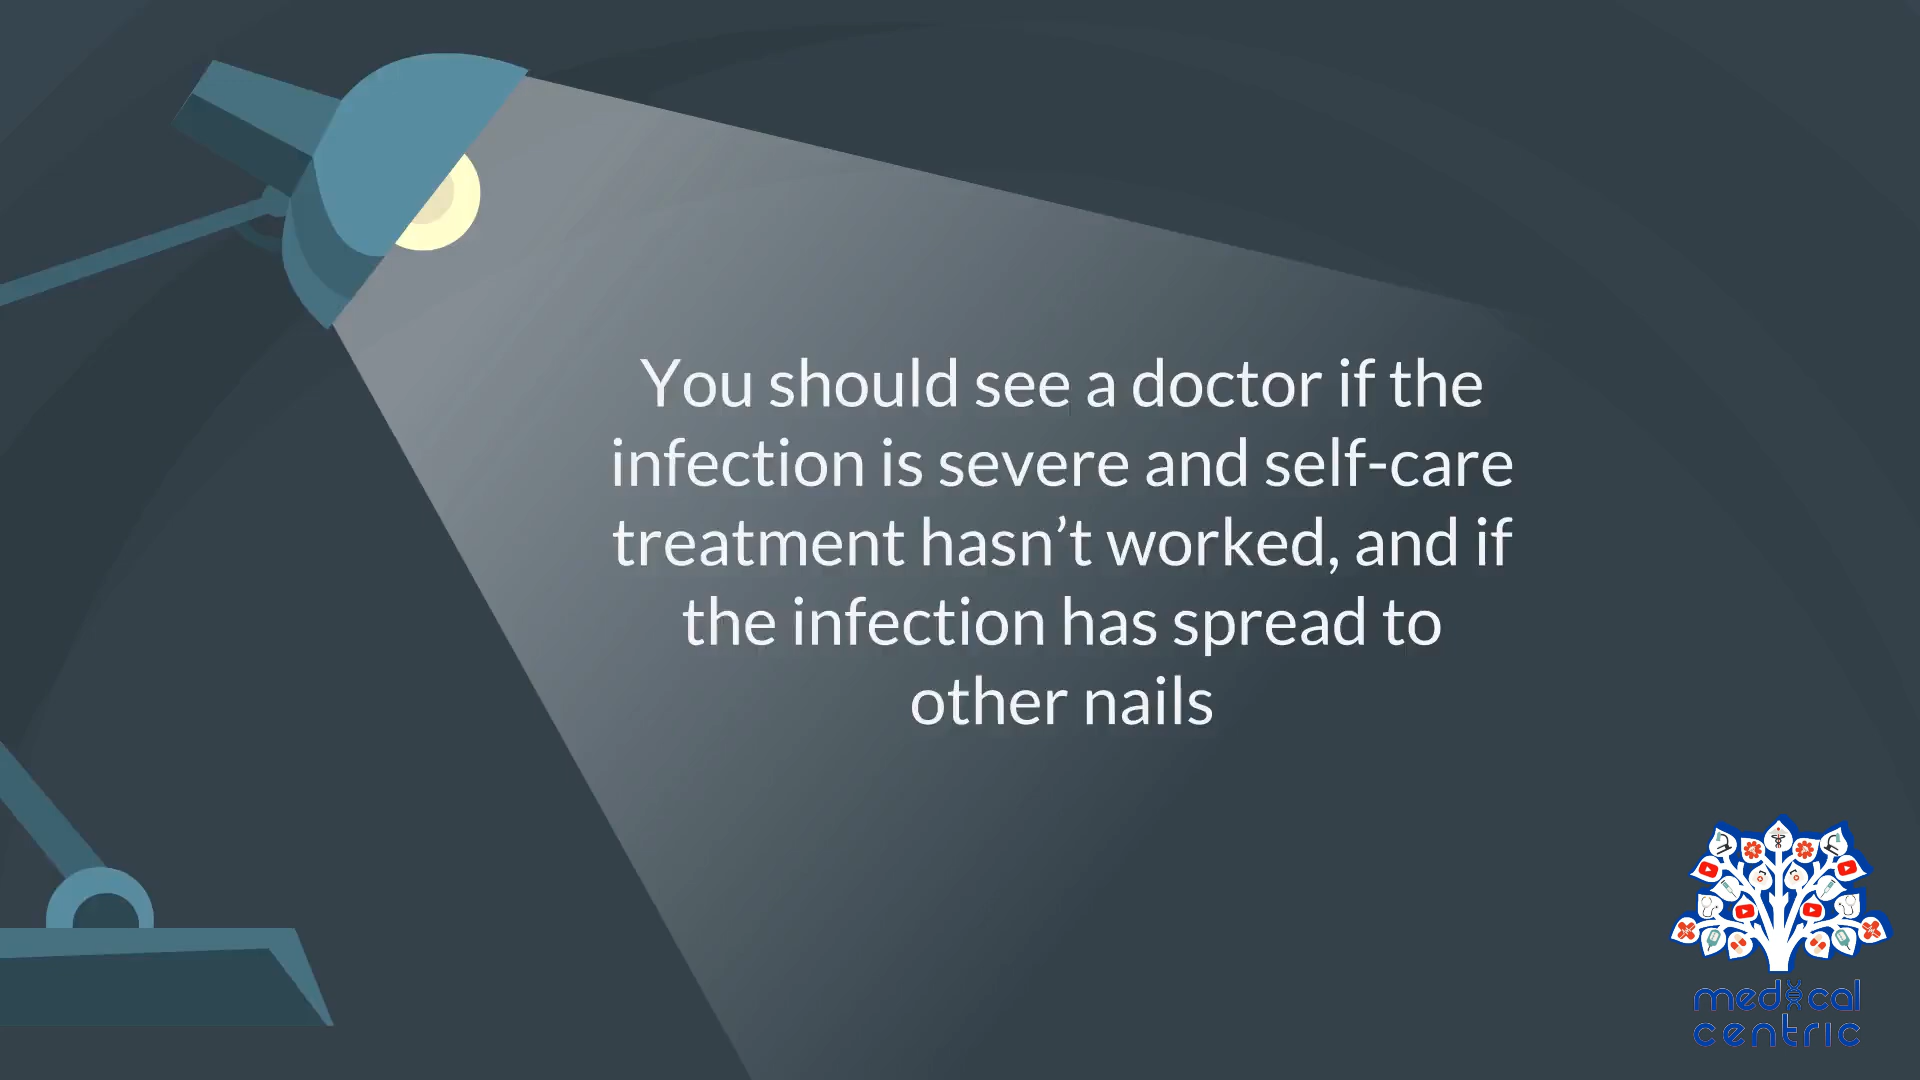 You should see a doctor if the
infection is severe and self-care
treatment hasn’t worked, and if
the infection has spread to
other nails
medical
centric